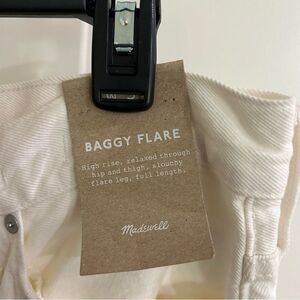 BAGGY FLARE
High rise, relaxed through
hip and thigh, slouchy
flare leg, full length.
Madewell